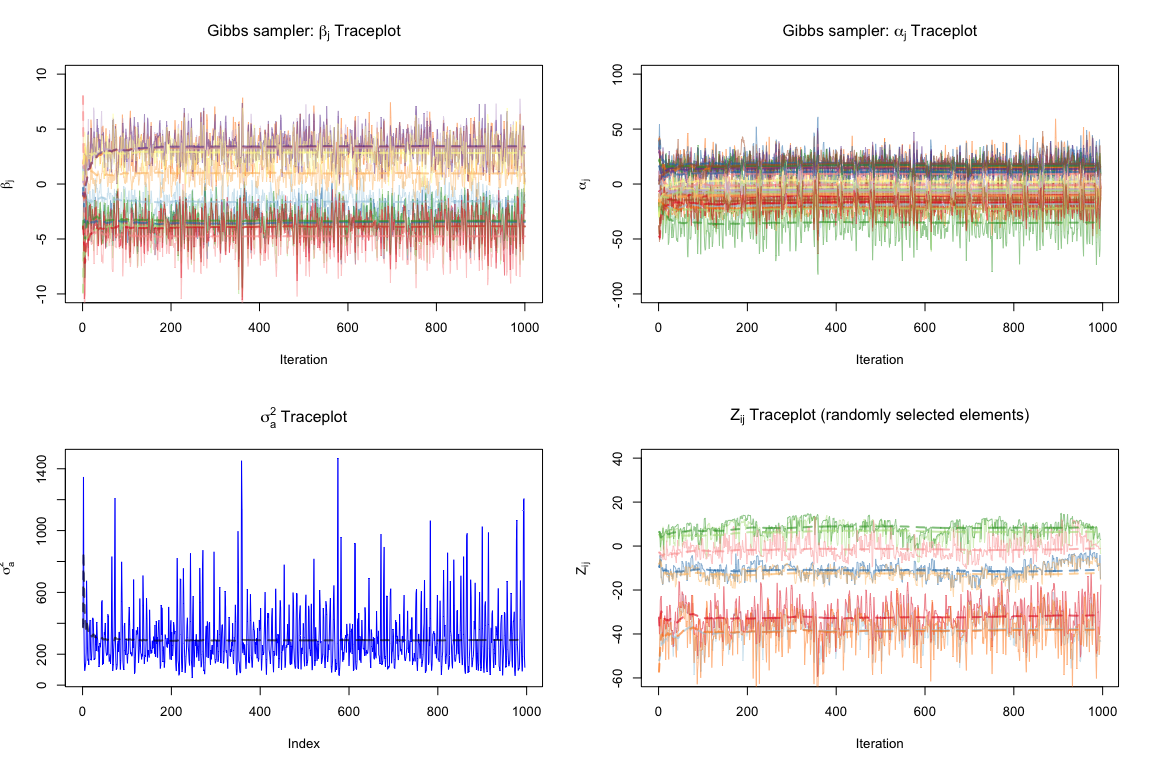 Gibbs sampler: βj Traceplot
βj
10
5
0
-5
-10
0 200 400 600 800 1000
Iteration
Gibbs sampler: αj Traceplot
αj
100
50
0
-50
-100
0 200 400 600 800 1000
Iteration
σ²a Traceplot
σ²a
1400
1000
600
200
0
0 200 400 600 800 1000
Index
Zij Traceplot (randomly selected elements)
Zij
40
20
0
-20
-40
-60
0 200 400 600 800 1000
Iteration